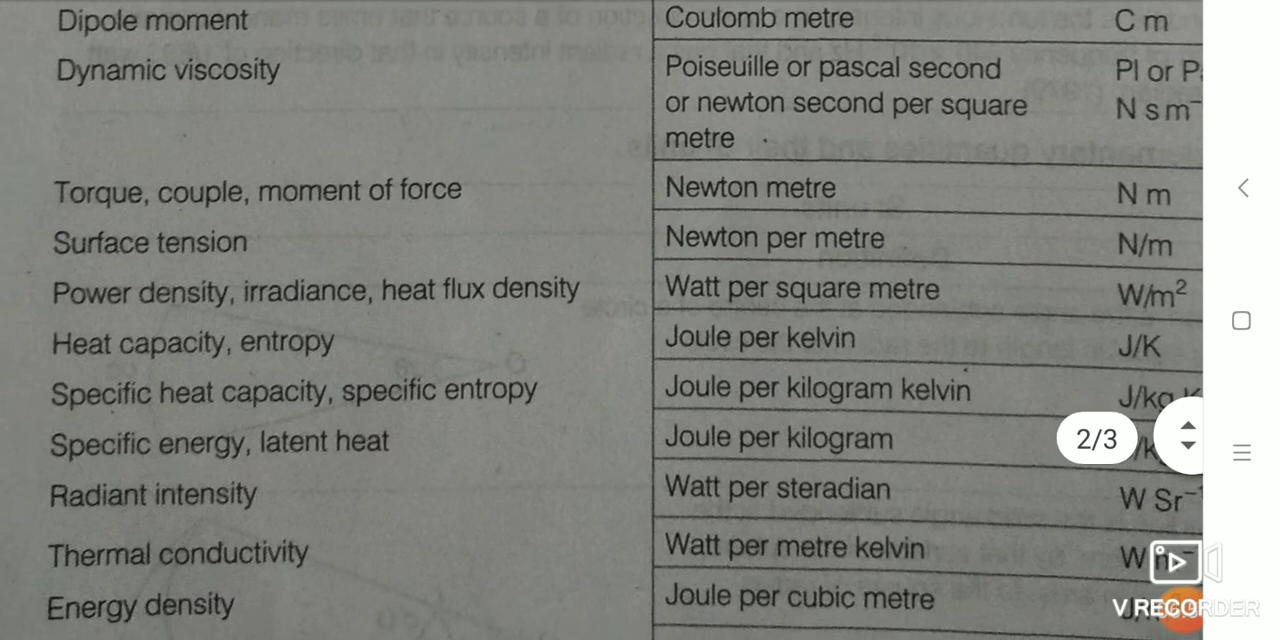 Dipole moment Coulomb metre C m
Dynamic viscosity Poiseuille or pascal second Pl or P
or newton second per square N s m⁻
metre
Torque, couple, moment of force Newton metre N m
Surface tension Newton per metre N/m
Power density, irradiance, heat flux density Watt per square metre W/m²
Heat capacity, entropy Joule per kelvin J/K
Specific heat capacity, specific entropy Joule per kilogram kelvin J/kg K
Specific energy, latent heat Joule per kilogram
2/3
Radiant intensity Watt per steradian W Sr⁻¹
Thermal conductivity Watt per metre kelvin W
Energy density Joule per cubic metre
V RECORDER